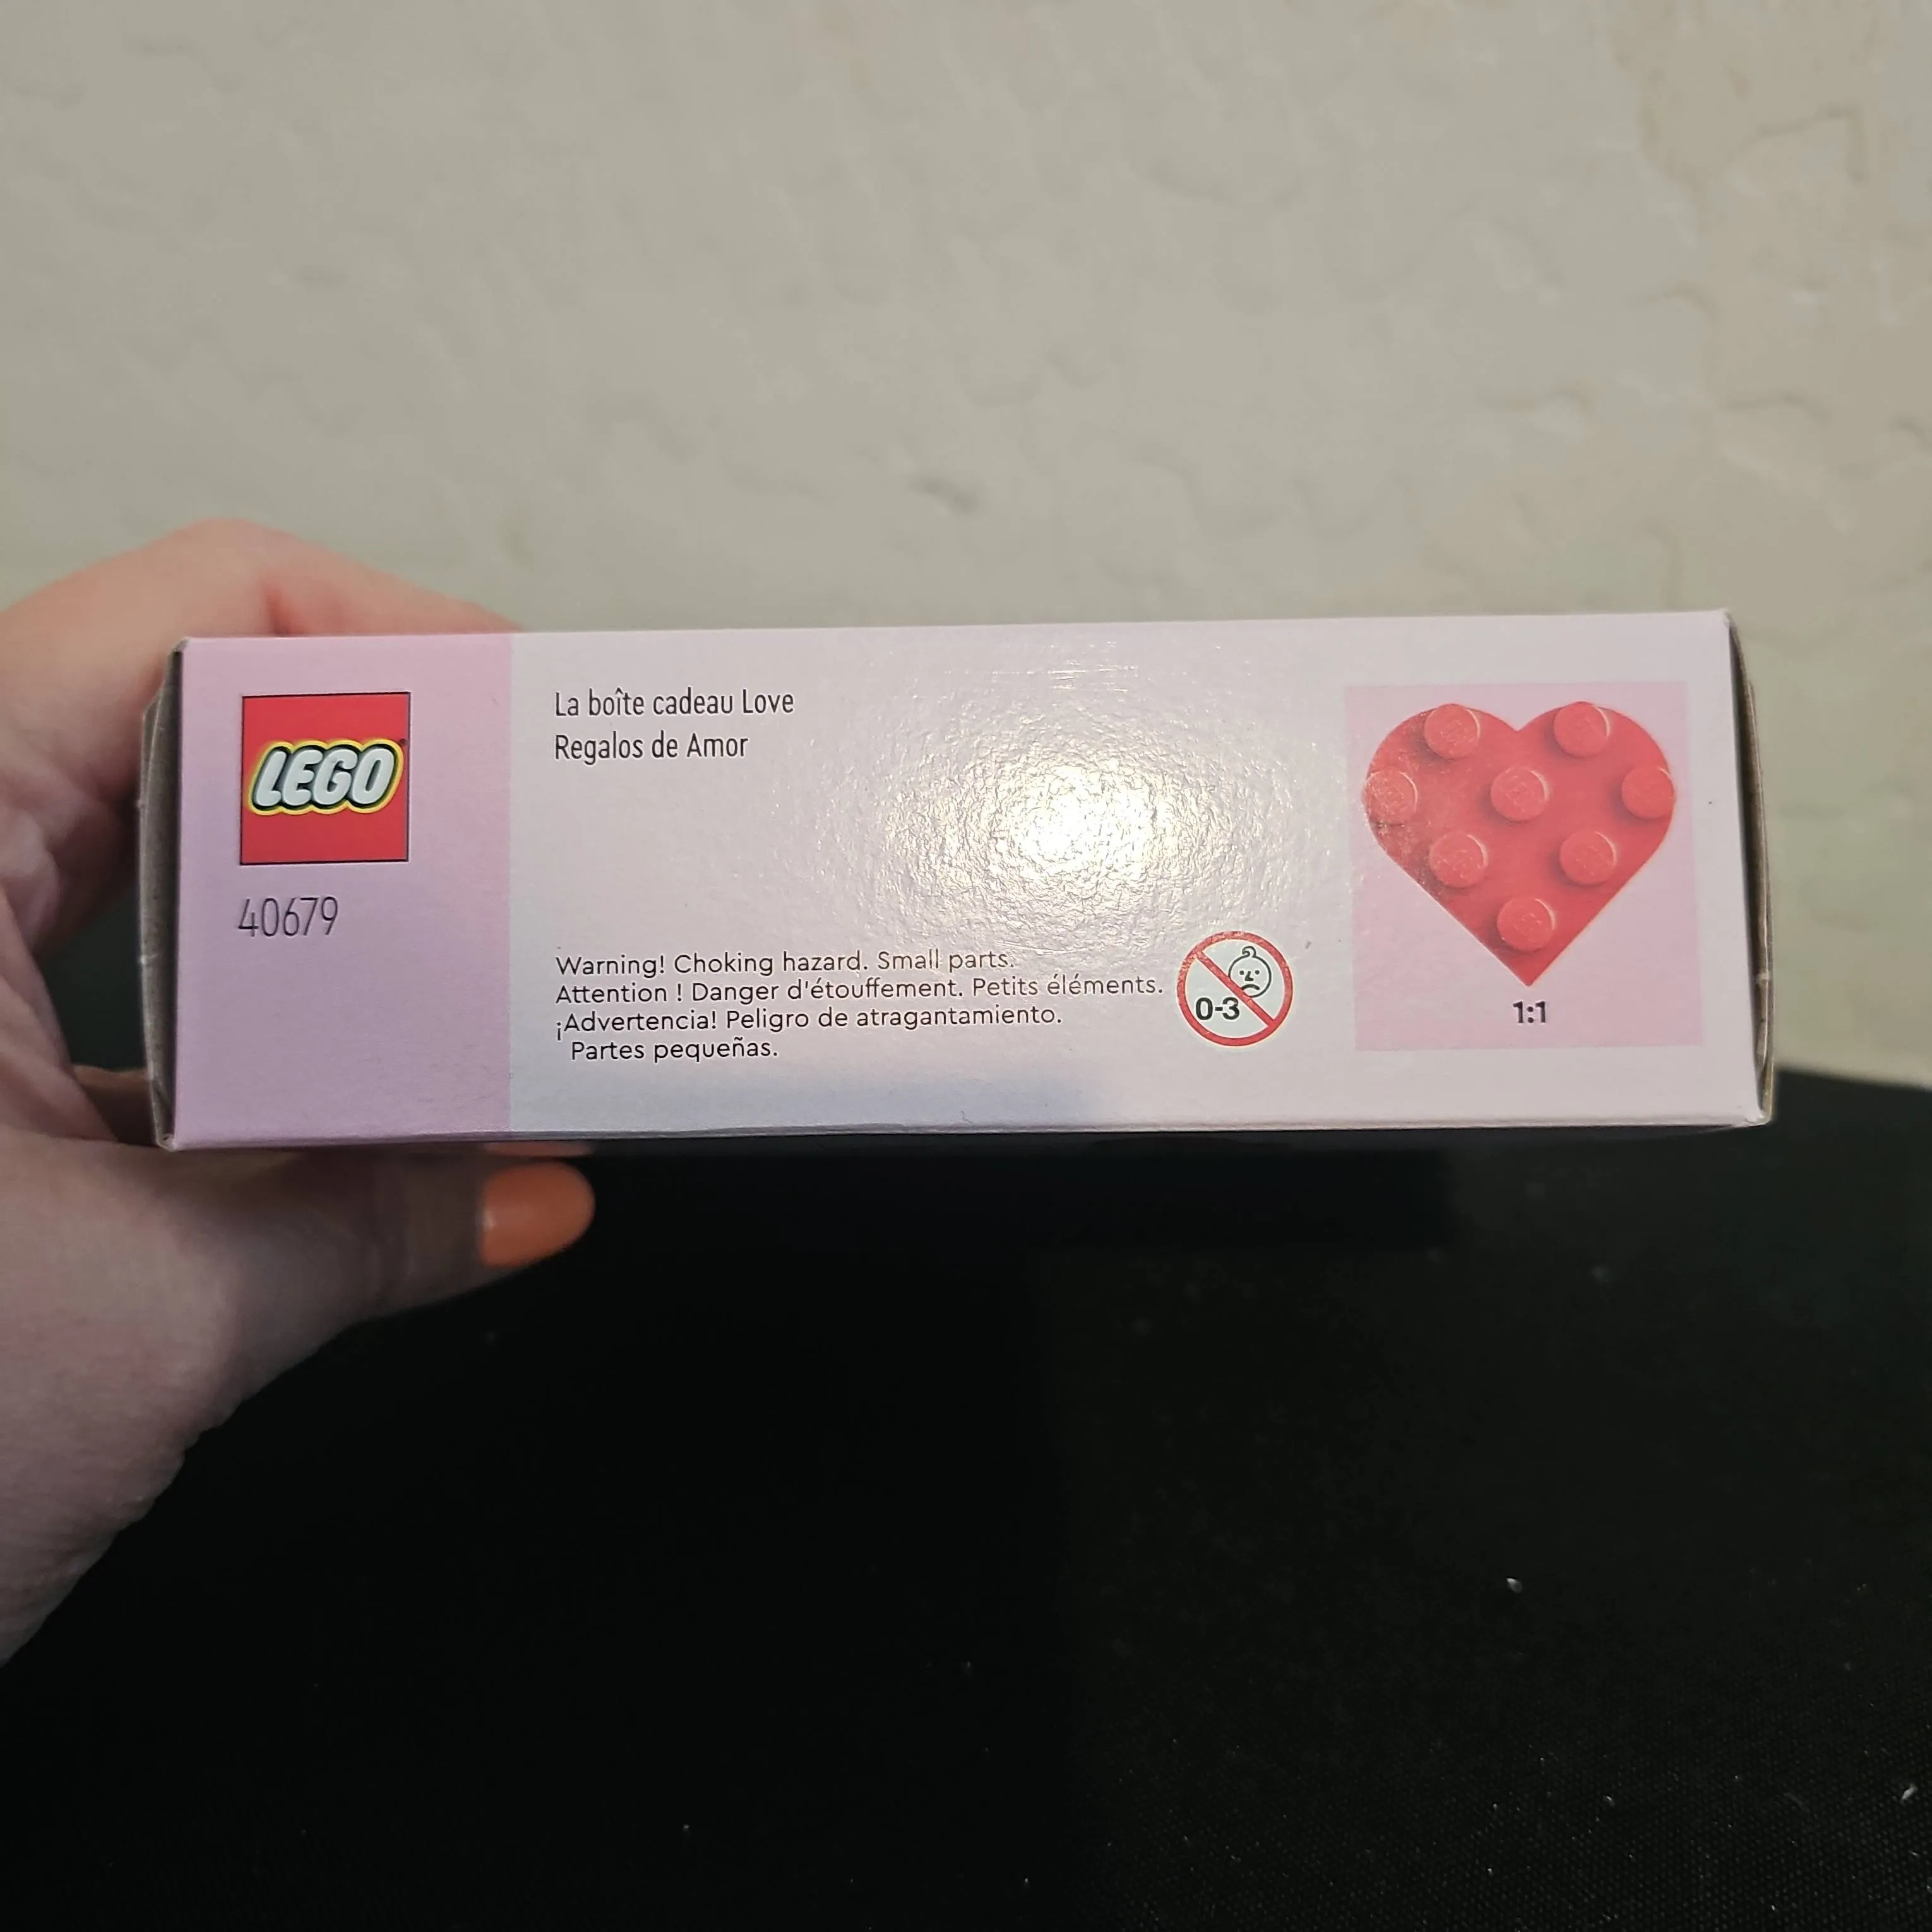 LEGO
40679
La boîte cadeau Love
Regalos de Amor
Warning! Choking hazard. Small parts.
Attention ! Danger d'étouffement. Petits éléments.
¡Advertencia! Peligro de atragantamiento.
Partes pequeñas.
0-3
1:1